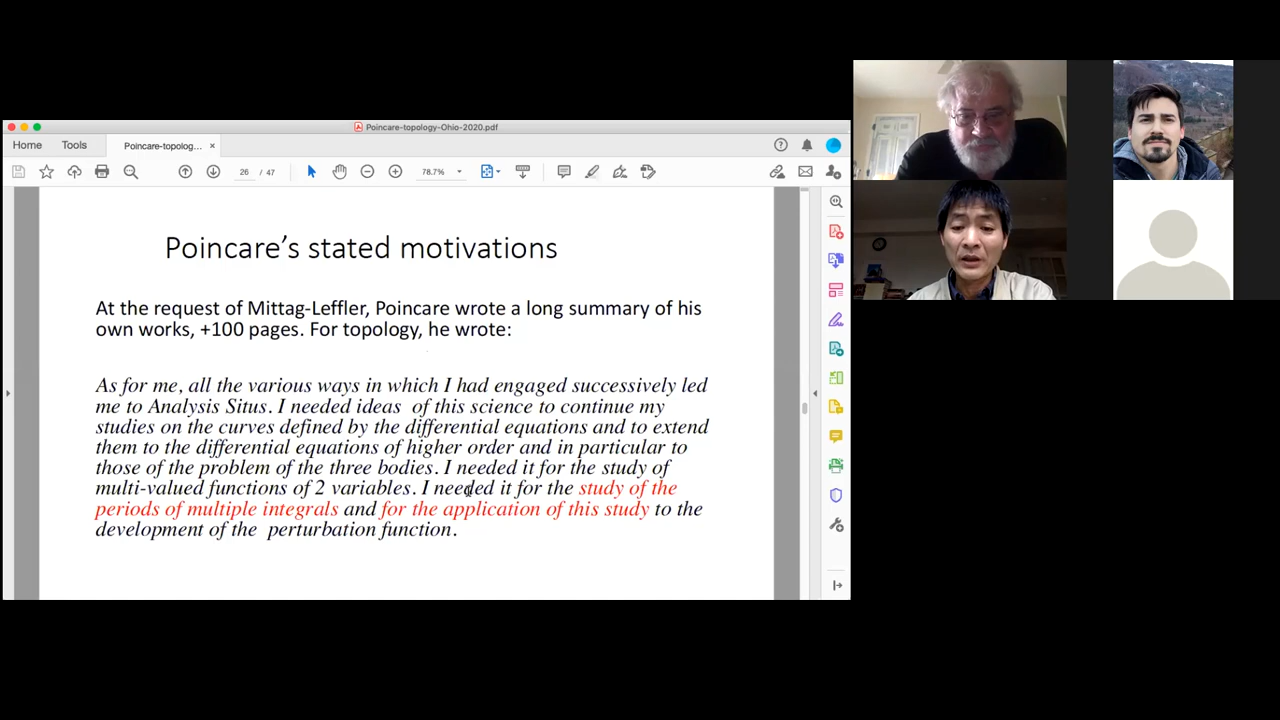 Poincare-topology-Ohio-2020.pdf
Home Tools Poincare-topolog... ×
26 / 47 78.7%
Poincare’s stated motivations
At the request of Mittag-Leffler, Poincare wrote a long summary of his
own works, +100 pages. For topology, he wrote:
As for me, all the various ways in which I had engaged successively led
me to Analysis Situs. I needed ideas of this science to continue my
studies on the curves defined by the differential equations and to extend
them to the differential equations of higher order and in particular to
those of the problem of the three bodies. I needed it for the study of
multi-valued functions of 2 variables. I needed it for the study of the
periods of multiple integrals and for the application of this study to the
development of the perturbation function.